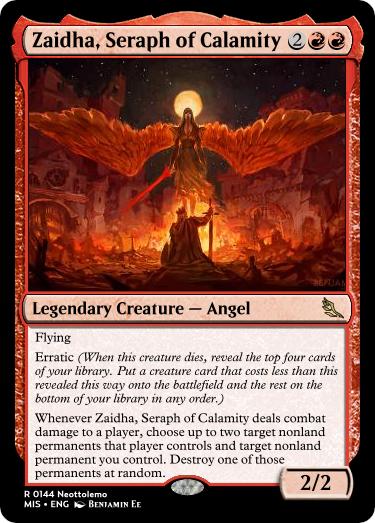 Zaidha, Seraph of Calamity 2
Legendary Creature — Angel
Flying
Erratic (When this creature dies, reveal the top four cards
of your library. Put a creature card that costs less than this
revealed this way onto the battlefield and the rest on the
bottom of your library in any order.)
Whenever Zaidha, Seraph of Calamity deals combat
damage to a player, choose up to two target nonland
permanents that player controls and target nonland
permanent you control. Destroy one of those
permanents at random.
2/2
R 0144 Neottolemo
MIS • ENG Benjamin Ee